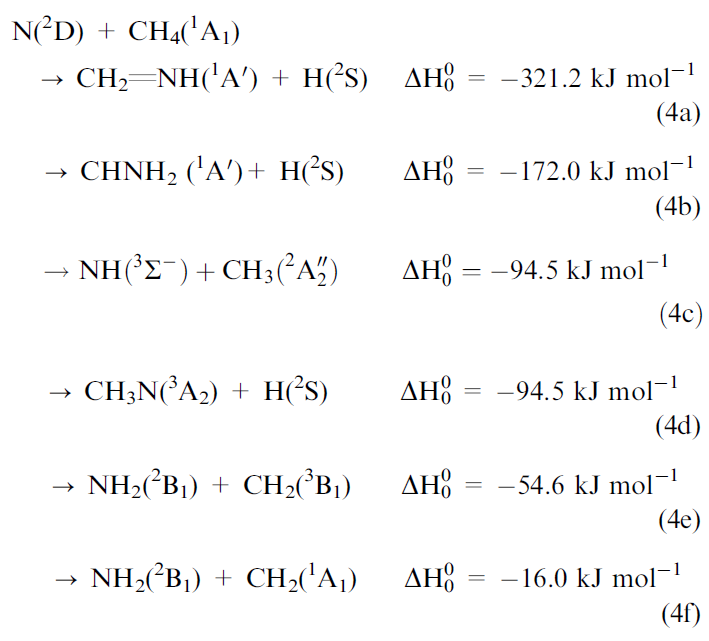 N(²D) + CH₄(¹A₁)
→ CH₂=NH(¹A′) + H(²S) ΔH⁰₀ = −321.2 kJ mol⁻¹
(4a)
→ CHNH₂ (¹A′)+ H(²S) ΔH⁰₀ = −172.0 kJ mol⁻¹
(4b)
→ NH(³Σ⁻) + CH₃(²A″₂) ΔH⁰₀ = −94.5 kJ mol⁻¹
(4c)
→ CH₃N(³A₂) + H(²S) ΔH⁰₀ = −94.5 kJ mol⁻¹
(4d)
→ NH₂(²B₁) + CH₂(³B₁) ΔH⁰₀ = −54.6 kJ mol⁻¹
(4e)
→ NH₂(²B₁) + CH₂(¹A₁) ΔH⁰₀ = −16.0 kJ mol⁻¹
(4f)